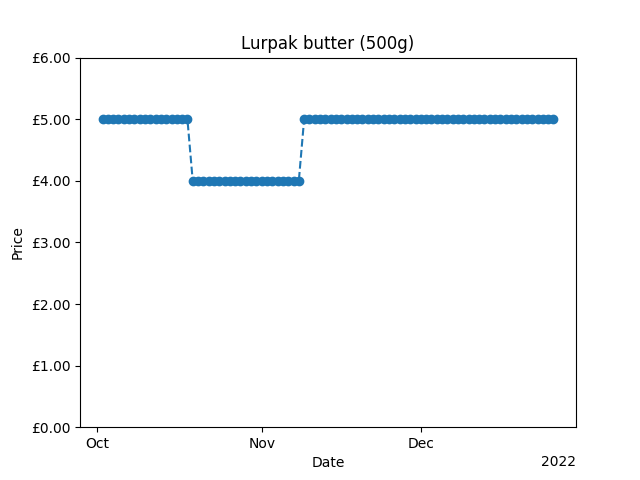 Lurpak butter (500g)
£6.00
£5.00
£4.00
£3.00
£2.00
£1.00
£0.00
Price
Oct Nov Dec
Date
2022